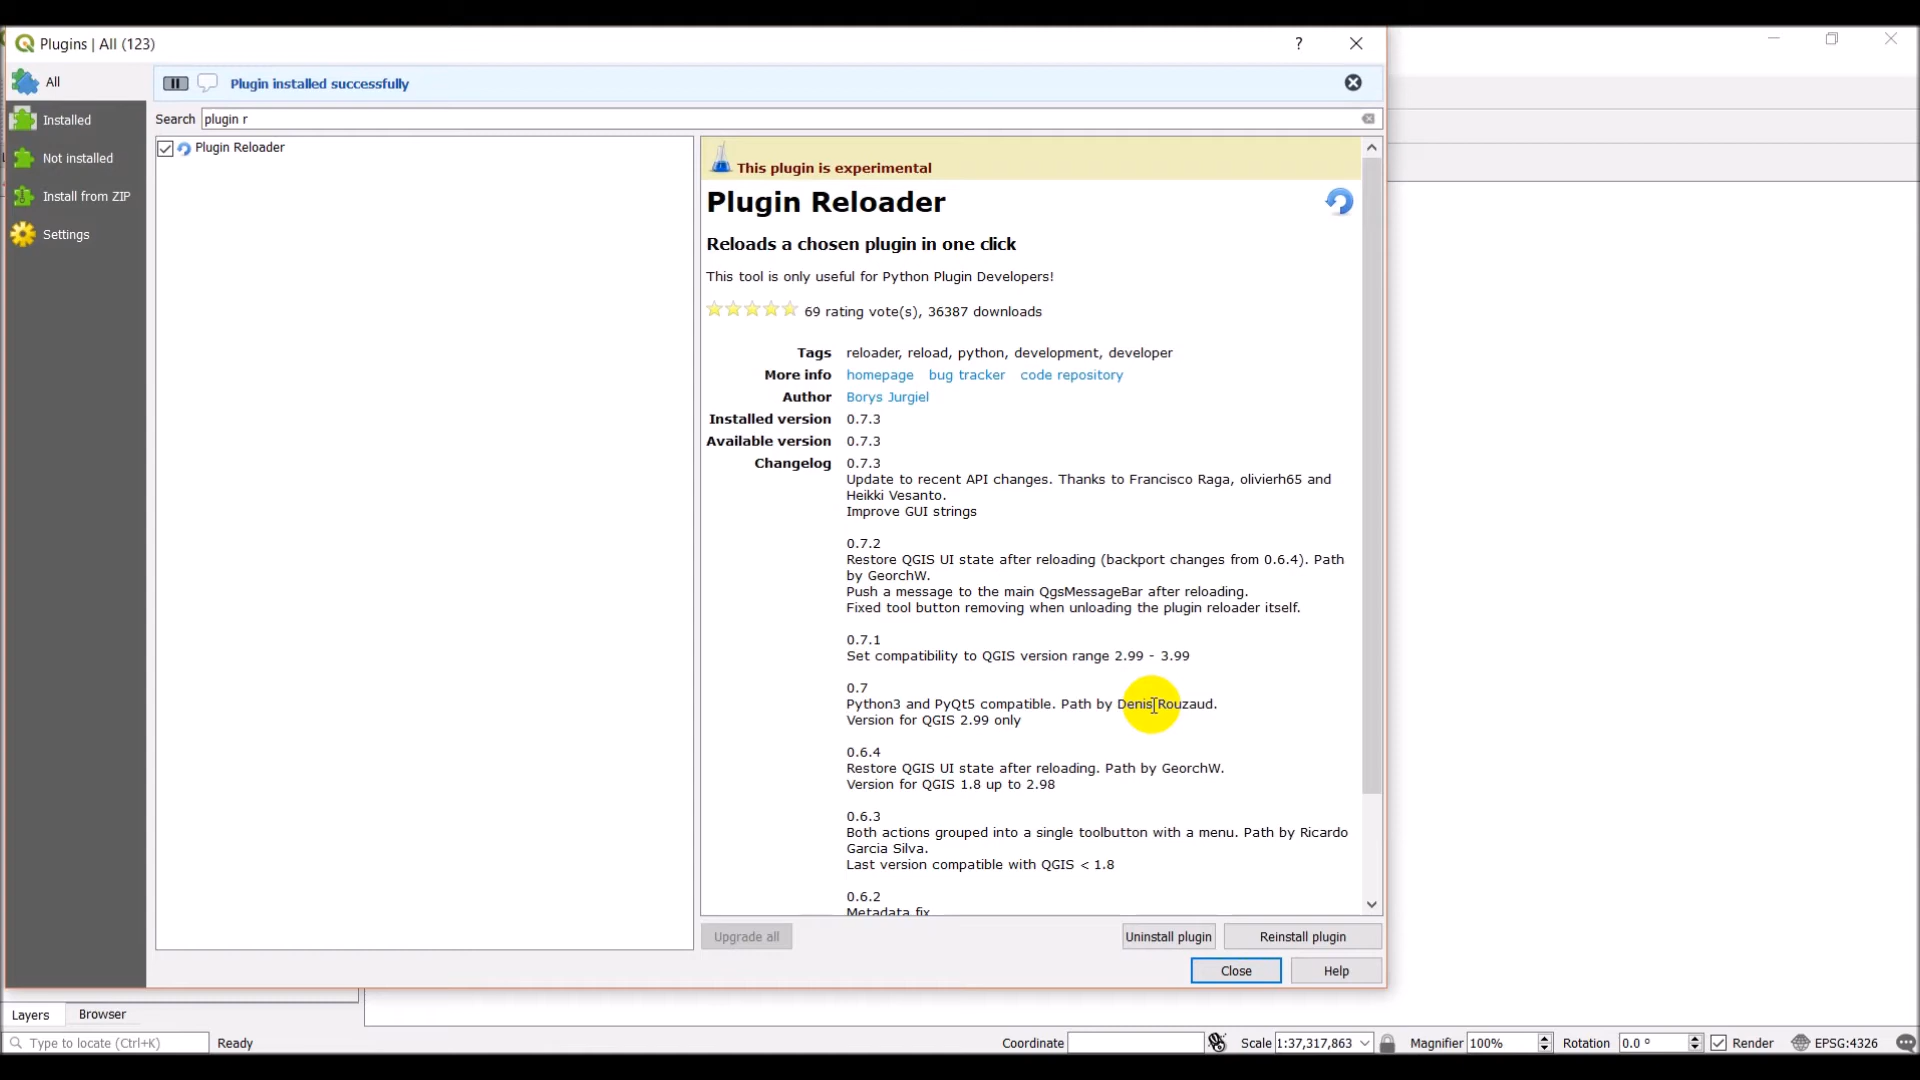 Plugins | All (123)
?
All
Plugin installed successfully
Installed
Search
plugin r
Not installed
Plugin Reloader
Install from ZIP
Settings
This plugin is experimental
Plugin Reloader
Reloads a chosen plugin in one click
This tool is only useful for Python Plugin Developers!
69 rating vote(s), 36387 downloads
Tags reloader, reload, python, development, developer
More info homepage bug tracker code repository
Author Borys Jurgiel
Installed version 0.7.3
Available version 0.7.3
Changelog 0.7.3
Update to recent API changes. Thanks to Francisco Raga, olivierh65 and
Heikki Vesanto.
Improve GUI strings
0.7.2
Restore QGIS UI state after reloading (backport changes from 0.6.4). Path
by GeorchW.
Push a message to the main QgsMessageBar after reloading.
Fixed tool button removing when unloading the plugin reloader itself.
0.7.1
Set compatibility to QGIS version range 2.99 - 3.99
0.7
Python3 and PyQt5 compatible. Path by Denis Rouzaud.
Version for QGIS 2.99 only
0.6.4
Restore QGIS UI state after reloading. Path by GeorchW.
Version for QGIS 1.8 up to 2.98
0.6.3
Both actions grouped into a single toolbutton with a menu. Path by Ricardo
Garcia Silva.
Last version compatible with QGIS < 1.8
0.6.2
Metadata fix
Upgrade all
Uninstall plugin
Reinstall plugin
Close
Help
Layers
Browser
Type to locate (Ctrl+K)
Ready
Coordinate
Scale 1:37,317,863
Magnifier 100%
Rotation 0.0 °
Render
EPSG:4326